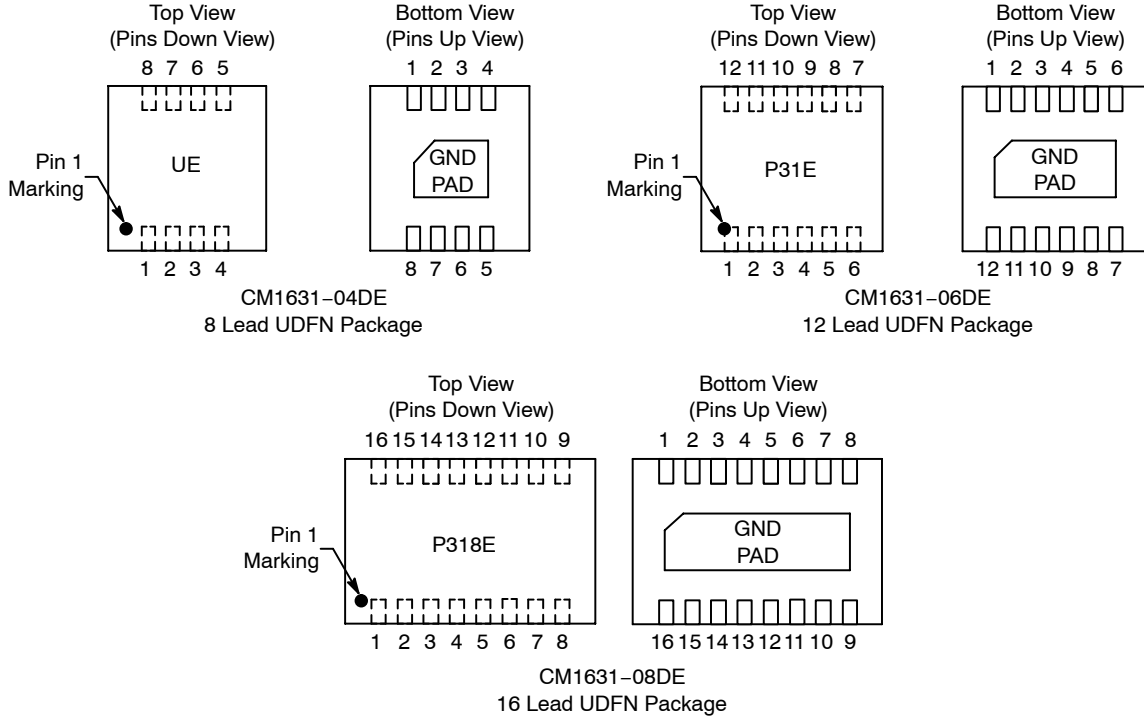 Top View
(Pins Down View)
8 7 6 5
UE
Pin 1
Marking
1 2 3 4
Bottom View
(Pins Up View)
1 2 3 4
GND
PAD
8 7 6 5
CM1631−04DE
8 Lead UDFN Package
Top View
(Pins Down View)
12 11 10 9 8 7
P31E
Pin 1
Marking
1 2 3 4 5 6
Bottom View
(Pins Up View)
1 2 3 4 5 6
GND
PAD
12 11 10 9 8 7
CM1631−06DE
12 Lead UDFN Package
Top View
(Pins Down View)
16 15 14 13 12 11 10 9
P318E
Pin 1
Marking
1 2 3 4 5 6 7 8
Bottom View
(Pins Up View)
1 2 3 4 5 6 7 8
GND
PAD
16 15 14 13 12 11 10 9
CM1631−08DE
16 Lead UDFN Package